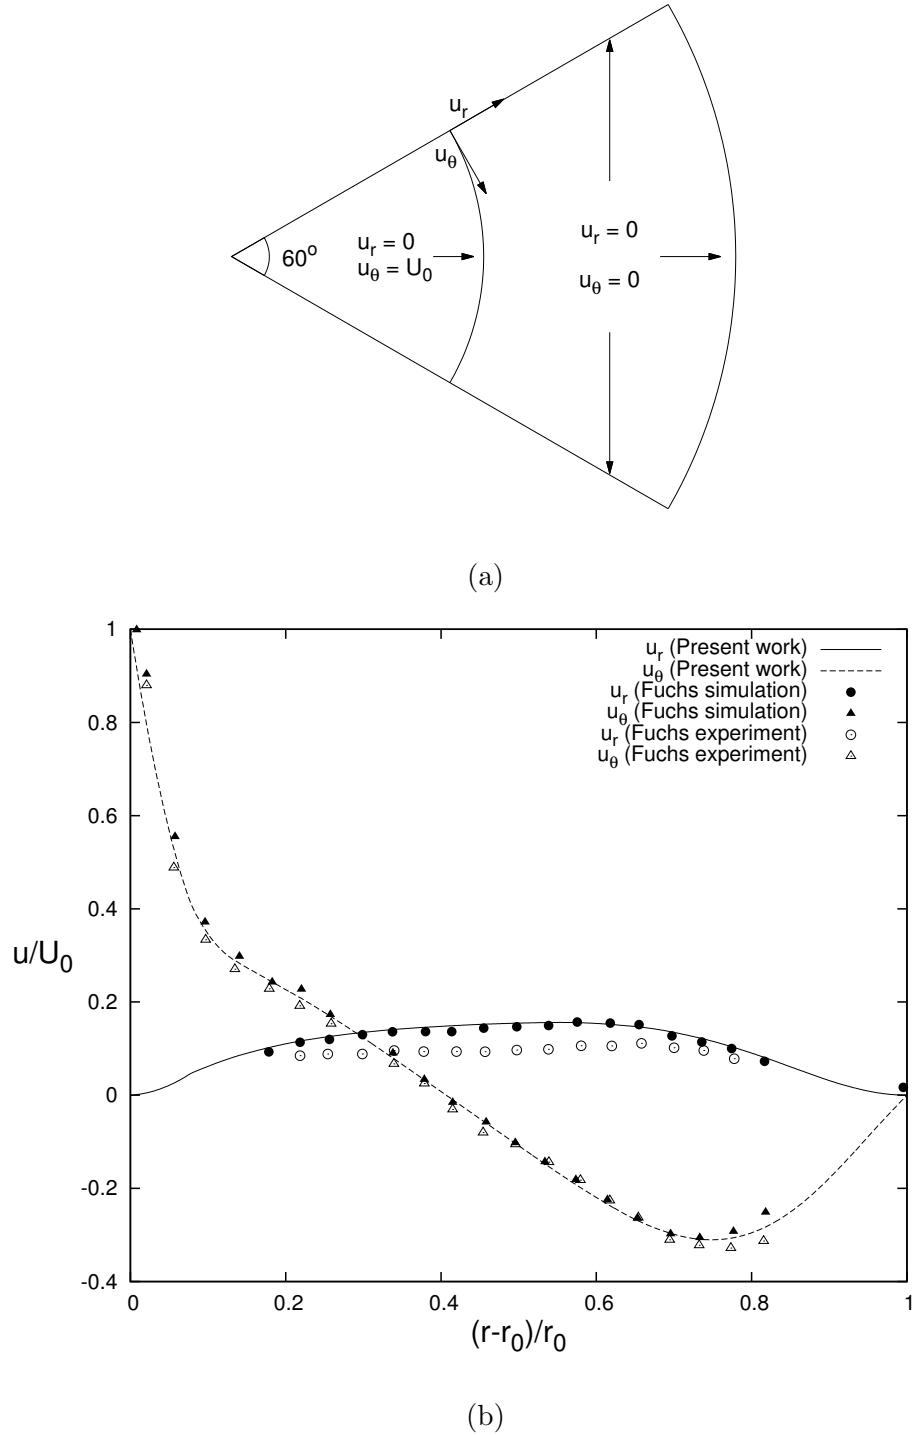 u_r
u_θ
60°
u_r = 0
u_θ = U_0
u_r = 0
u_θ = 0
(a)
1
0.8
0.6
0.4
0.2
0
-0.2
-0.4
u/U_0
u_r (Present work)
u_θ (Present work)
u_r (Fuchs simulation)
u_θ (Fuchs simulation)
u_r (Fuchs experiment)
u_θ (Fuchs experiment)
0 0.2 0.4 0.6 0.8 1
(r-r_0)/r_0
(b)